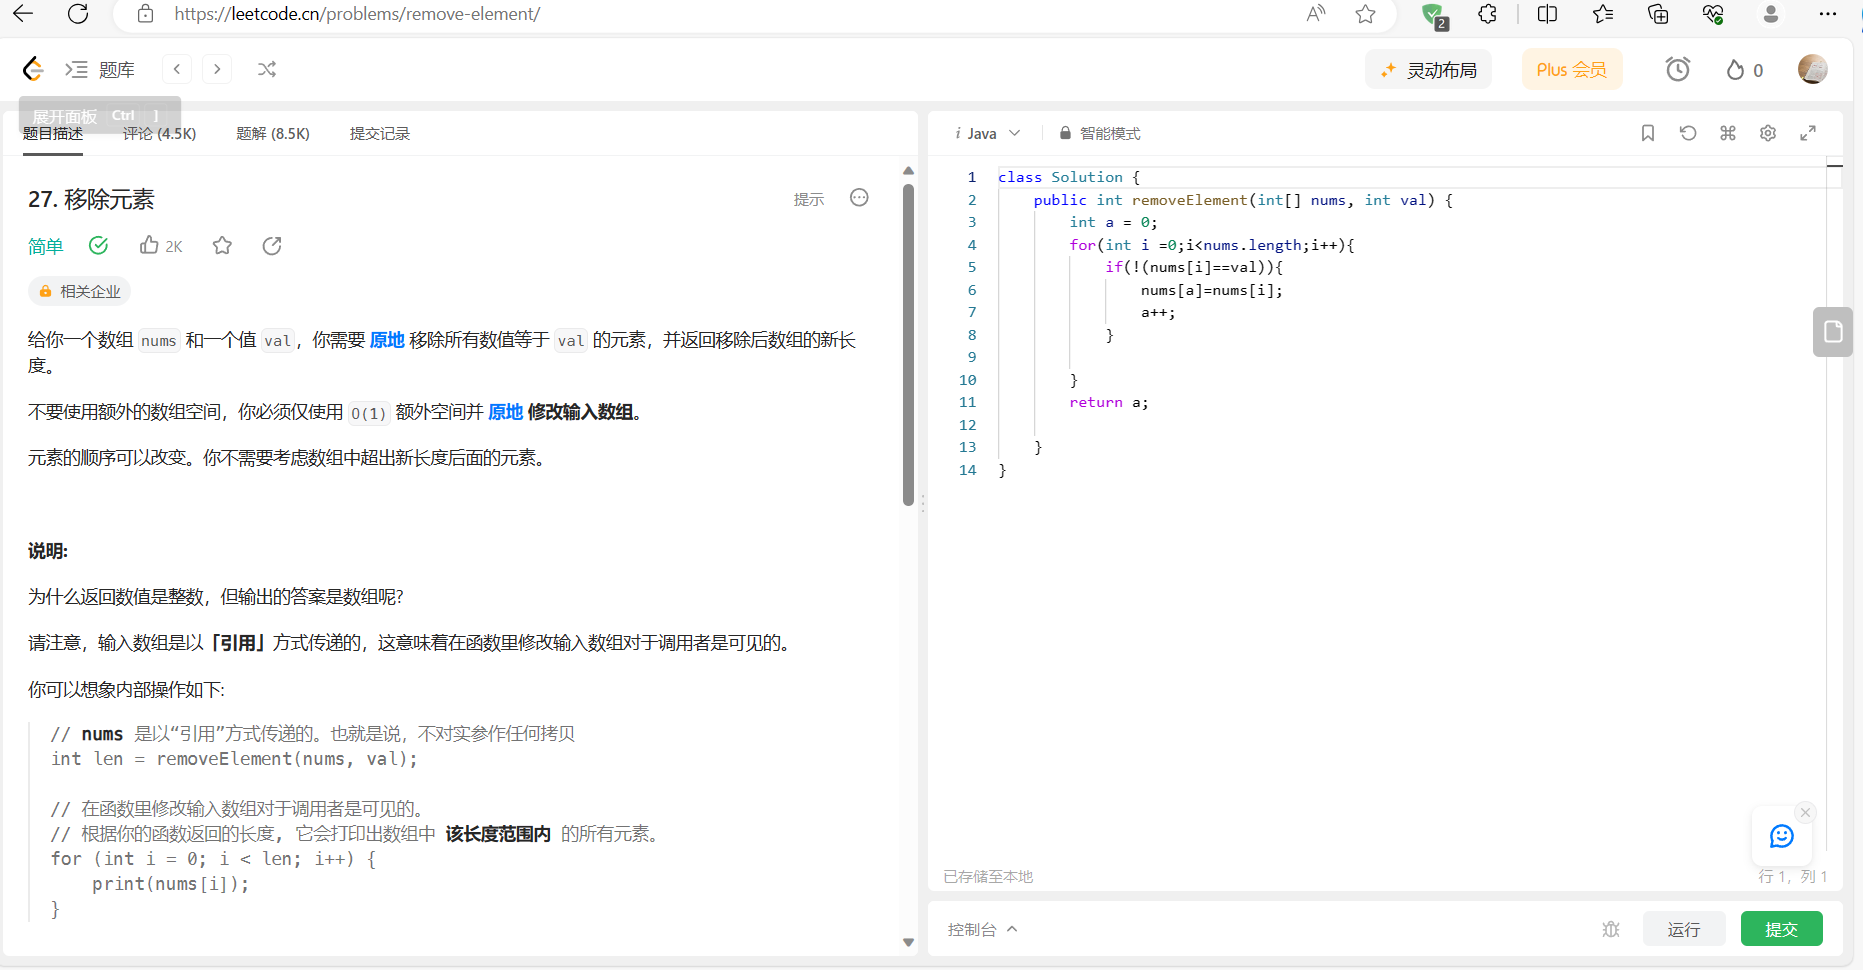 https://leetcode.cn/problems/remove-element/
2
题库
灵动布局
Plus 会员
0
展开面板 Ctrl ]
题目描述
评论 (4.5K)
题解 (8.5K)
提交记录
27. 移除元素
提示
简单
2K
相关企业
给你一个数组 nums 和一个值 val，你需要 原地 移除所有数值等于 val 的元素，并返回移除后数组的新长
度。
不要使用额外的数组空间，你必须仅使用 O(1) 额外空间并 原地 修改输入数组。
元素的顺序可以改变。你不需要考虑数组中超出新长度后面的元素。
说明:
为什么返回数值是整数，但输出的答案是数组呢?
请注意，输入数组是以「引用」方式传递的，这意味着在函数里修改输入数组对于调用者是可见的。
你可以想象内部操作如下:
// nums 是以“引用”方式传递的。也就是说，不对实参作任何拷贝
int len = removeElement(nums, val);
// 在函数里修改输入数组对于调用者是可见的。
// 根据你的函数返回的长度, 它会打印出数组中 该长度范围内 的所有元素。
for (int i = 0; i < len; i++) {
    print(nums[i]);
}
i Java
智能模式
1 class Solution {
2     public int removeElement(int[] nums, int val) {
3         int a = 0;
4         for(int i =0;i<nums.length;i++){
5             if(!(nums[i]==val)){
6                 nums[a]=nums[i];
7                 a++;
8             }
9
10         }
11         return a;
12
13     }
14 }
已存储至本地
行 1, 列 1
控制台
运行
提交